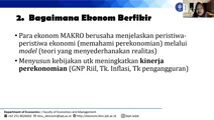 2. Bagaimana Ekonom Berfikir
• Para ekonom MAKRO berusaha menjelaskan peristiwa-
peristiwa ekonomi (memahami perekonomian) melalui
model (teori yang menyederhanakan realitas)
• Menyusun kebijakan utk meningkatkan kinerja
perekonomian (GNP Riil, Tk. Inflasi, Tk pengangguran)
Department of Economics | Faculty of Economics and Management